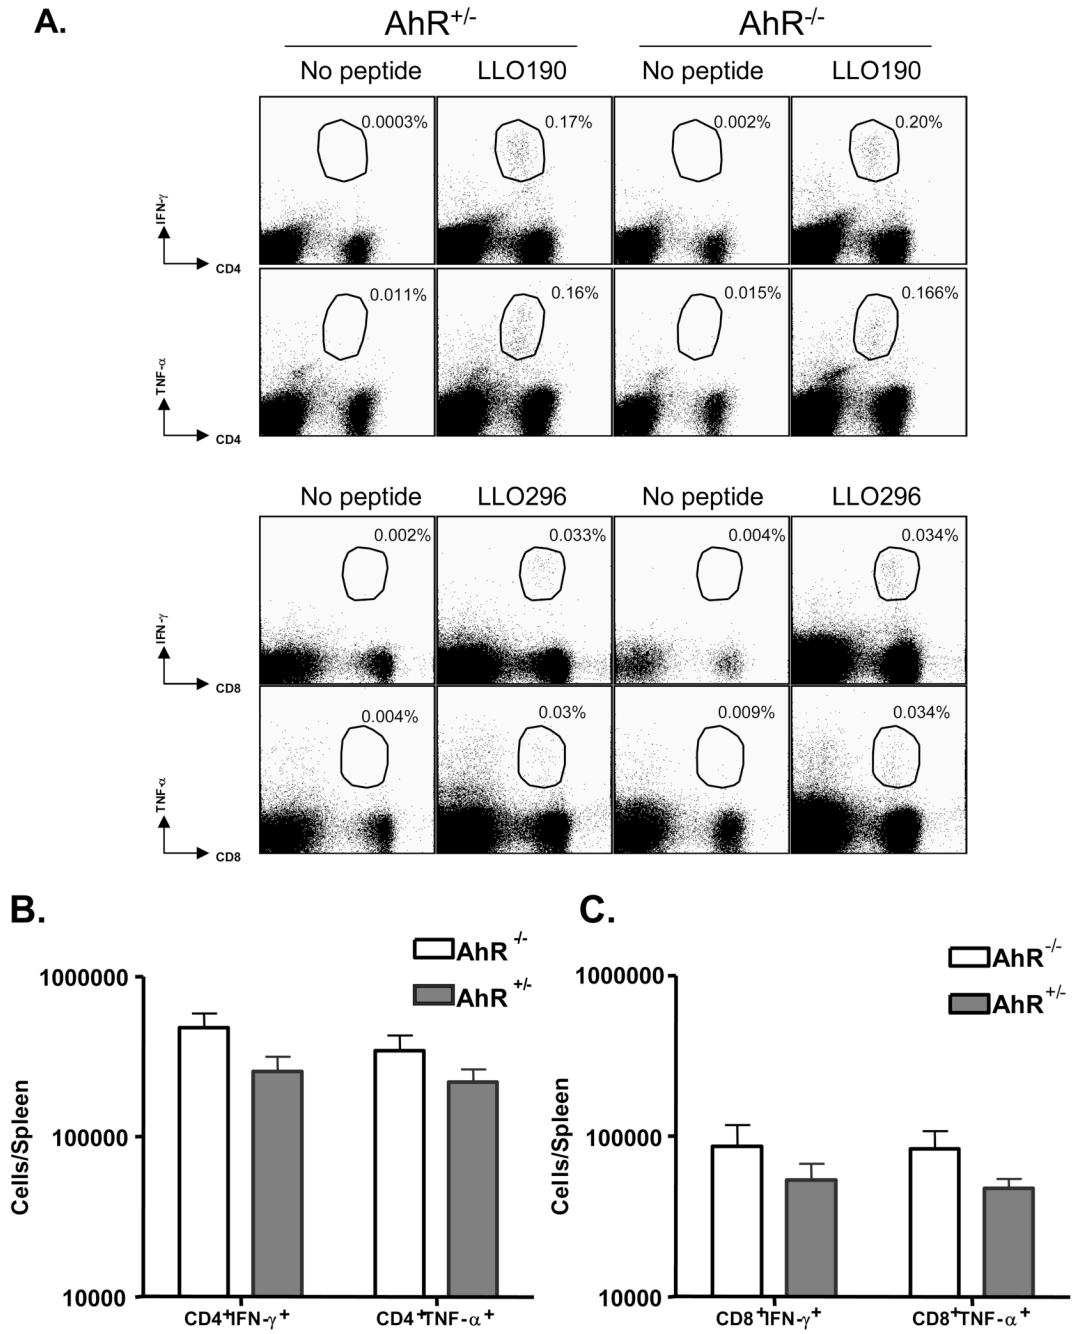 A.
AhR+/- AhR-/-
No peptide LLO190 No peptide LLO190
0.0003% 0.17% 0.002% 0.20%
IFN-γ
CD4
0.011% 0.16% 0.015% 0.166%
TNF-α
CD4
No peptide LLO296 No peptide LLO296
0.002% 0.033% 0.004% 0.034%
IFN-γ
CD8
0.004% 0.03% 0.009% 0.034%
TNF-α
CD8
B.
AhR-/-
AhR+/-
1000000
100000
10000
Cells/Spleen
CD4+IFN-γ+ CD4+TNF-α+
C.
AhR-/-
AhR+/-
1000000
100000
10000
Cells/Spleen
CD8+IFN-γ+ CD8+TNF-α+